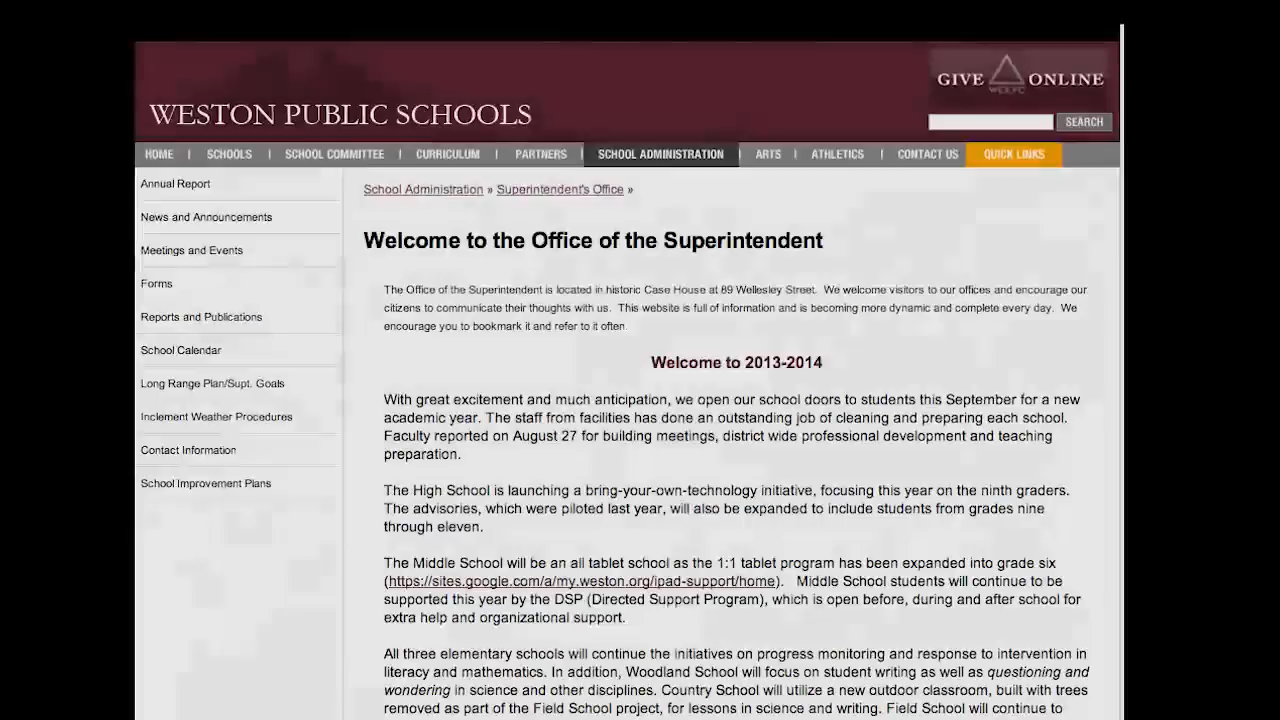 GIVE ONLINE
WEEFC
WESTON PUBLIC SCHOOLS
SEARCH
HOME | SCHOOLS | SCHOOL COMMITTEE | CURRICULUM | PARTNERS | SCHOOL ADMINISTRATION | ARTS | ATHLETICS | CONTACT US QUICK LINKS
Annual Report
News and Announcements
Meetings and Events
Forms
Reports and Publications
School Calendar
Long Range Plan/Supt. Goals
Inclement Weather Procedures
Contact Information
School Improvement Plans
School Administration » Superintendent's Office »
Welcome to the Office of the Superintendent
The Office of the Superintendent is located in historic Case House at 89 Wellesley Street. We welcome visitors to our offices and encourage our
citizens to communicate their thoughts with us. This website is full of information and is becoming more dynamic and complete every day. We
encourage you to bookmark it and refer to it often.
Welcome to 2013-2014
With great excitement and much anticipation, we open our school doors to students this September for a new
academic year. The staff from facilities has done an outstanding job of cleaning and preparing each school.
Faculty reported on August 27 for building meetings, district wide professional development and teaching
preparation.
The High School is launching a bring-your-own-technology initiative, focusing this year on the ninth graders.
The advisories, which were piloted last year, will also be expanded to include students from grades nine
through eleven.
The Middle School will be an all tablet school as the 1:1 tablet program has been expanded into grade six
(https://sites.google.com/a/my.weston.org/ipad-support/home). Middle School students will continue to be
supported this year by the DSP (Directed Support Program), which is open before, during and after school for
extra help and organizational support.
All three elementary schools will continue the initiatives on progress monitoring and response to intervention in
literacy and mathematics. In addition, Woodland School will focus on student writing as well as questioning and
wondering in science and other disciplines. Country School will utilize a new outdoor classroom, built with trees
removed as part of the Field School project, for lessons in science and writing. Field School will continue to